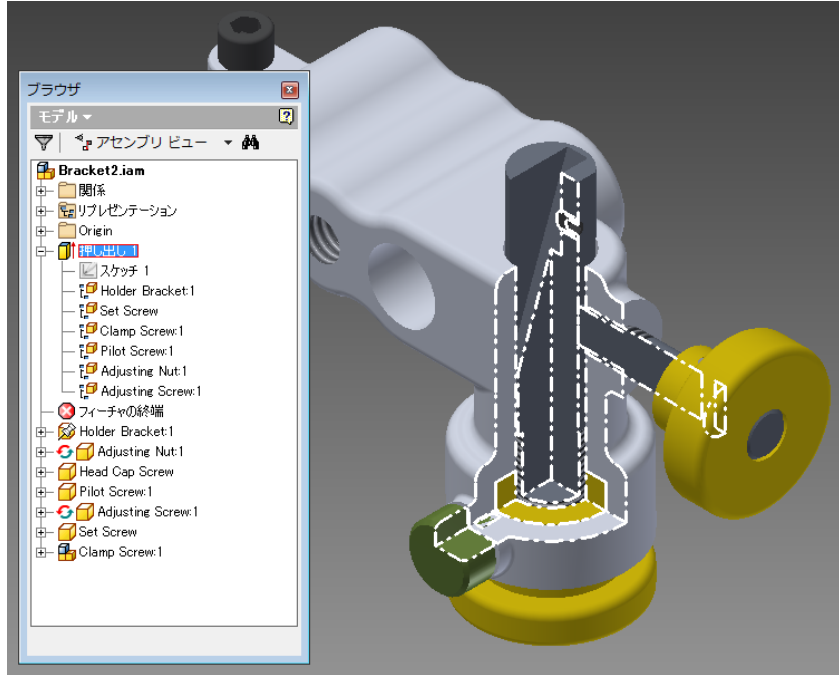 ブラウザ
モデル
アセンブリ ビュー
Bracket2.iam
関係
リプレゼンテーション
Origin
押し出し 1
スケッチ 1
Holder Bracket:1
Set Screw
Clamp Screw:1
Pilot Screw:1
Adjusting Nut:1
Adjusting Screw:1
フィーチャの終端
Holder Bracket:1
Adjusting Nut:1
Head Cap Screw
Pilot Screw:1
Adjusting Screw:1
Set Screw
Clamp Screw:1